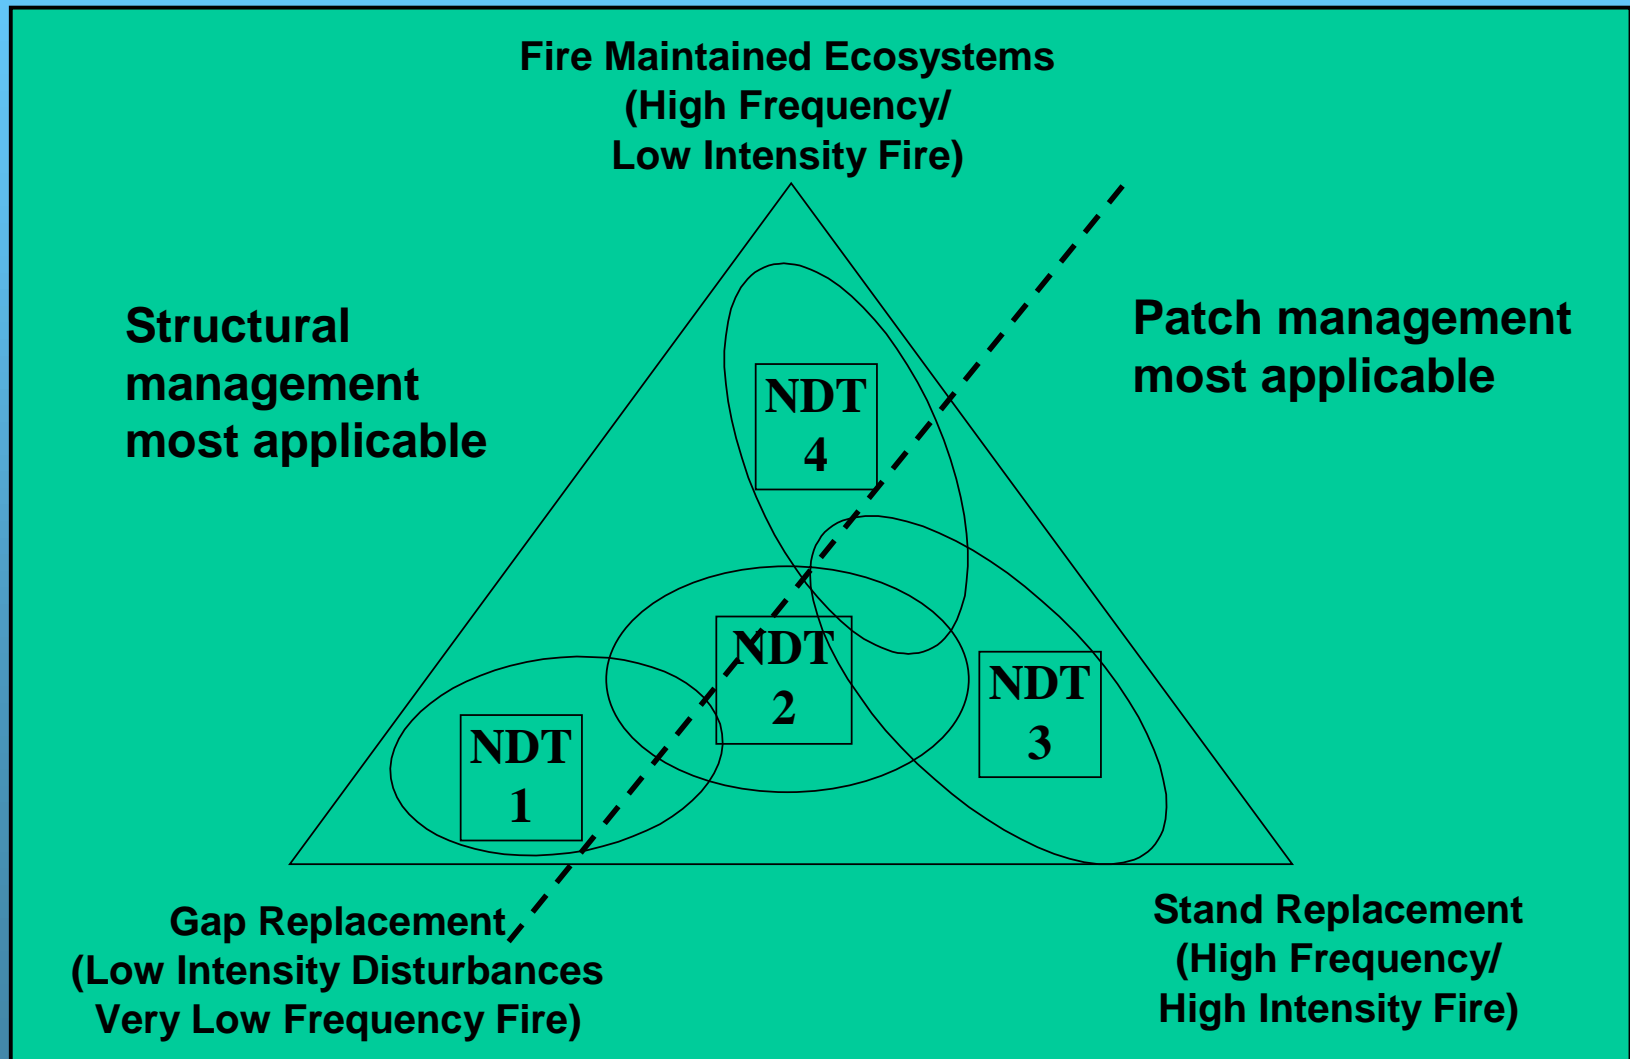 Fire Maintained Ecosystems
(High Frequency/
Low Intensity Fire)
Structural
management
most applicable
Patch management
most applicable
NDT
4
NDT
2
NDT
3
NDT
1
Gap Replacement
(Low Intensity Disturbances
Very Low Frequency Fire)
Stand Replacement
(High Frequency/
High Intensity Fire)